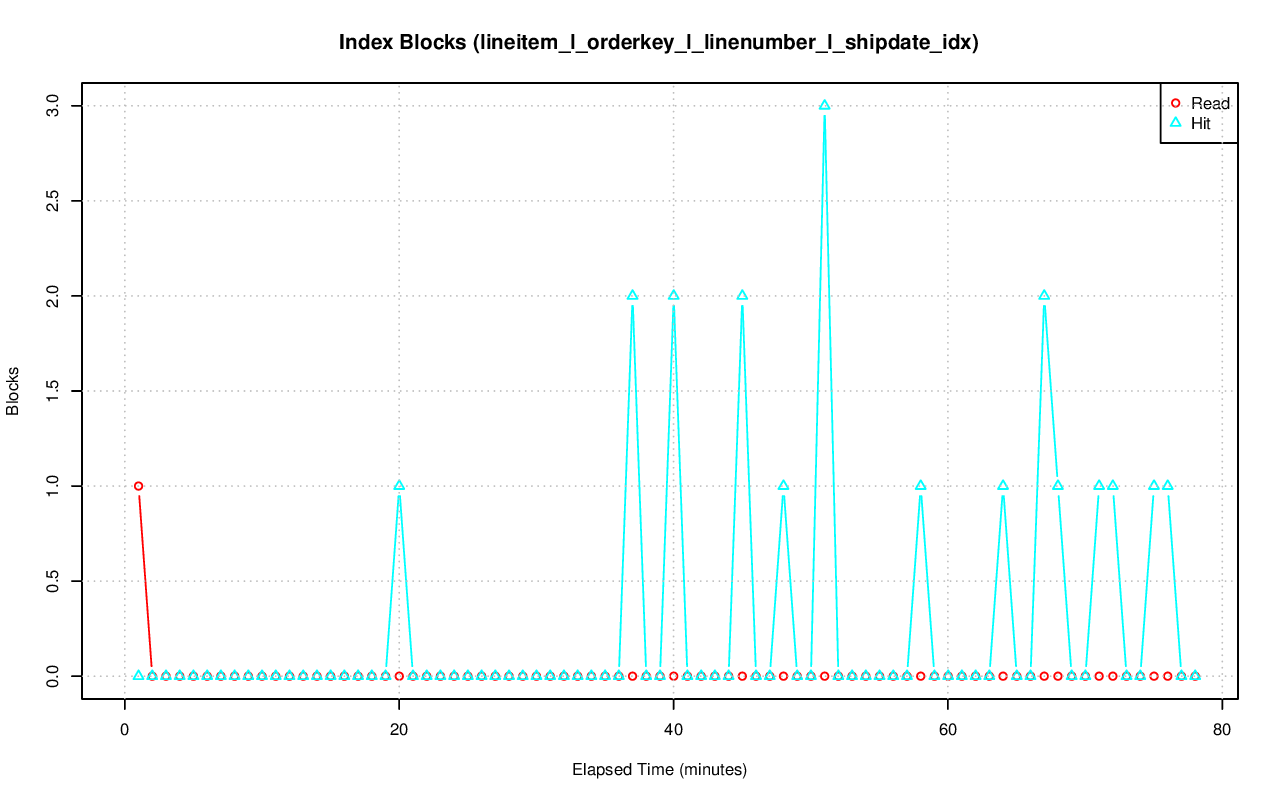 Index Blocks (lineitem_l_orderkey_l_linenumber_l_shipdate_idx)
Read
Hit
3.0
2.5
2.0
1.5
1.0
0.5
0.0
Blocks
0 20 40 60 80
Elapsed Time (minutes)